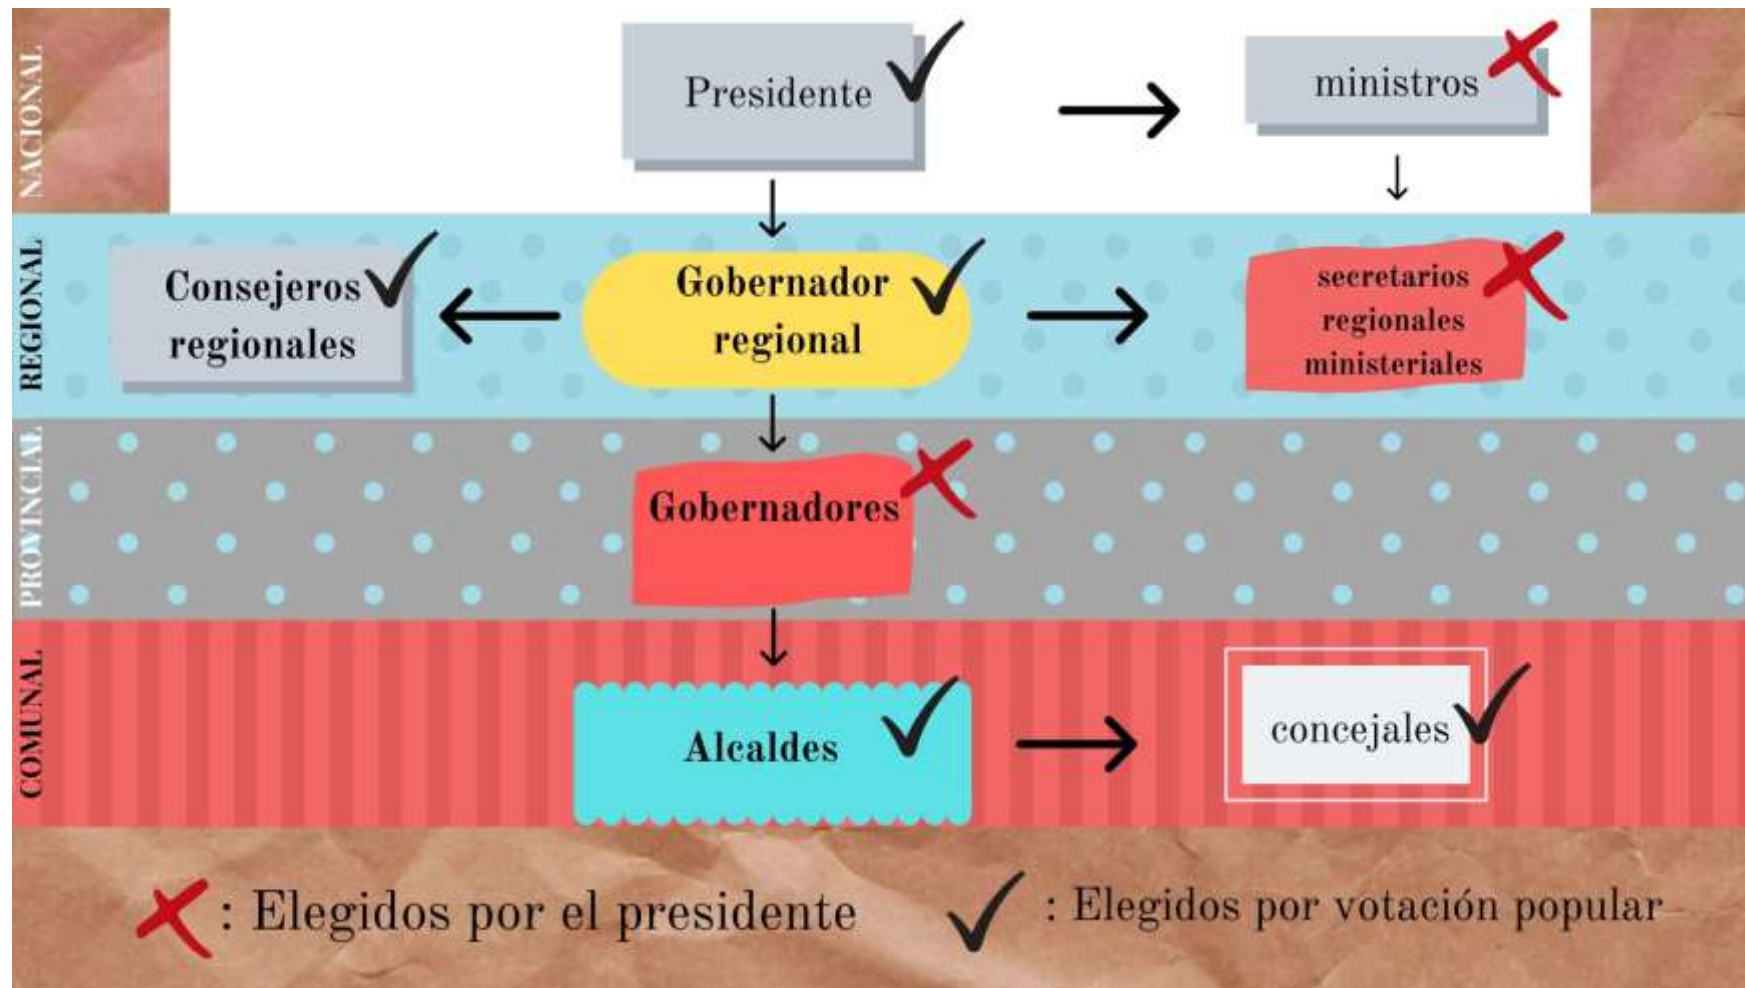 NACIONAL
Presidente
ministros
REGIONAL
Consejeros
regionales
Gobernador
regional
secretarios
regionales
ministeriales
PROVINCIAL
Gobernadores
COMUNAL
Alcaldes
concejales
: Elegidos por el presidente
: Elegidos por votación popular